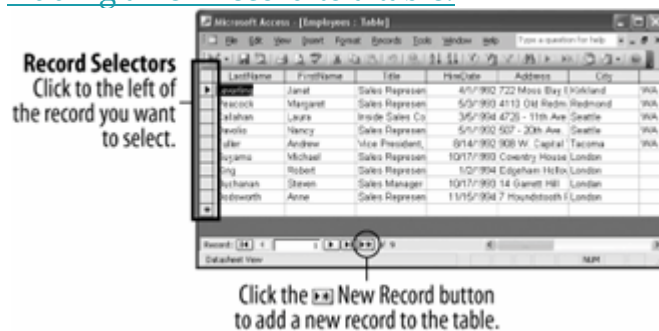 Microsoft Access - [Employees : Table]
File Edit View Insert Format Records Tools Window Help Type a question for help
LastName FirstName Title HireDate Address City
Janet Sales Represen 4/1/1992 722 Moss Bay Kirkland WA
Peacock Margaret Sales Represen 5/3/1993 4110 Old Redm Redmond WA
Callahan Laura Inside Sales Co 3/5/1994 4726 - 11th Ave Seattle WA
Nancy Sales Represen 5/1/1992 507 - 20th Ave. Seattle WA
Fuller Andrew Vice President, 8/14/1992 908 W. Capital Tacoma WA
Suyama Michael Sales Represen 10/17/1993 Coventry House London
King Robert Sales Represen 1/2/1994 Edgeham Hollow London
Buchanan Steven Sales Manager 10/17/1993 14 Garrett Hill London
Dodsworth Anne Sales Represen 11/15/1994 7 Houndstooth F London
Record: 1 of 9
Datasheet View NUM
Record Selectors
Click to the left of
the record you want
to select.
Click the New Record button
to add a new record to the table.